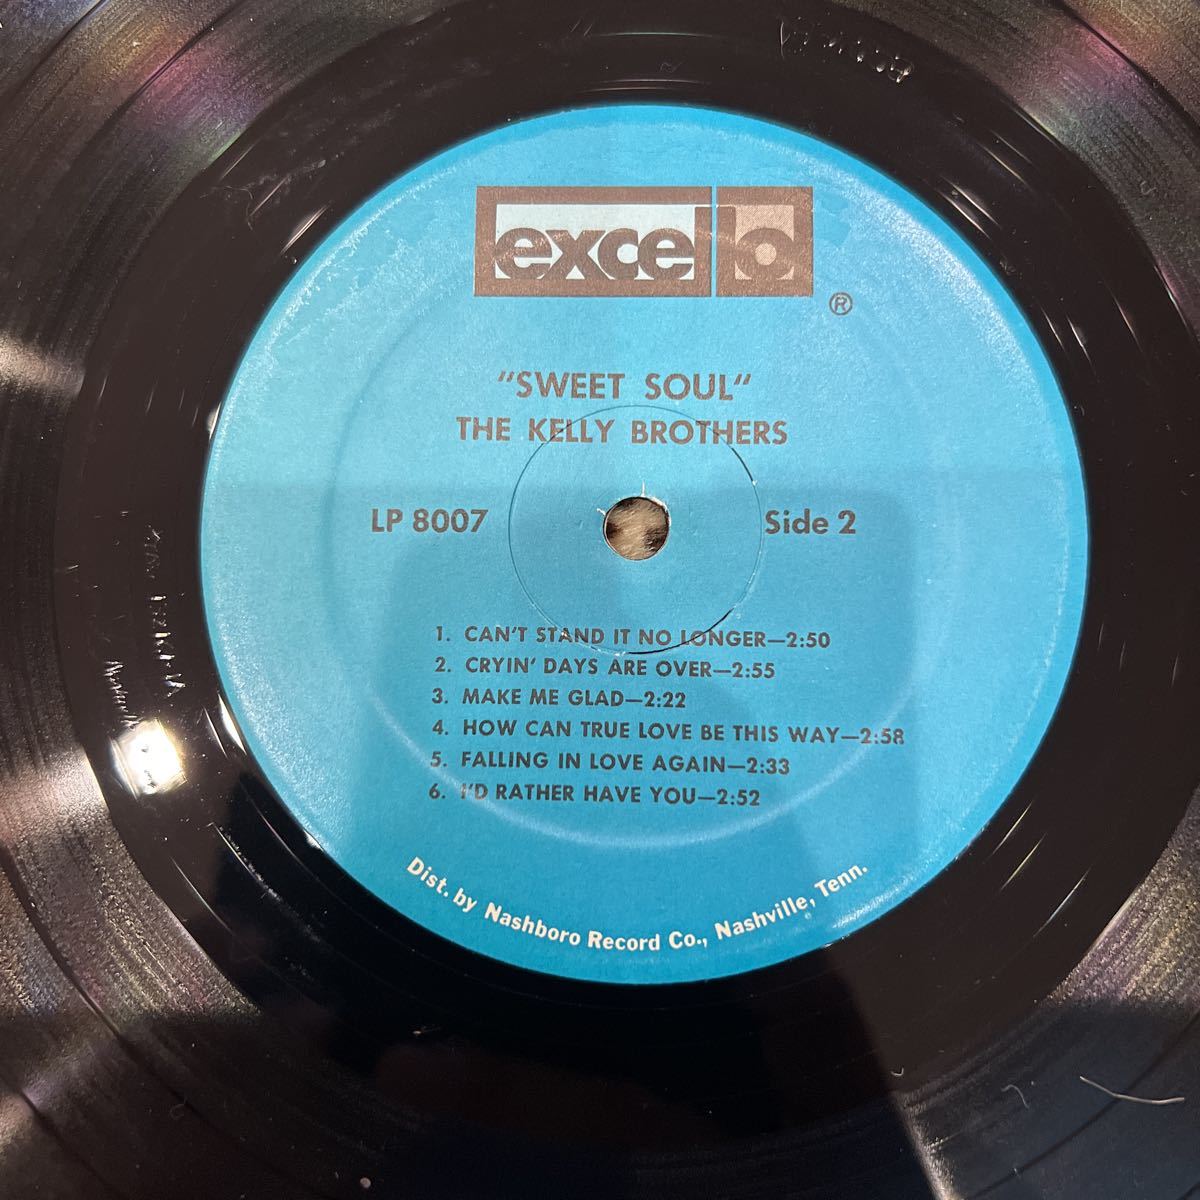 excello
®
"SWEET SOUL"
THE KELLY BROTHERS
LP 8007 Side 2
1. CAN'T STAND IT NO LONGER—2:50
2. CRYIN' DAYS ARE OVER—2:55
3. MAKE ME GLAD—2:22
4. HOW CAN TRUE LOVE BE THIS WAY—2:58
5. FALLING IN LOVE AGAIN—2:33
6. I'D RATHER HAVE YOU—2:52
Dist. by Nashboro Record Co., Nashville, Tenn.